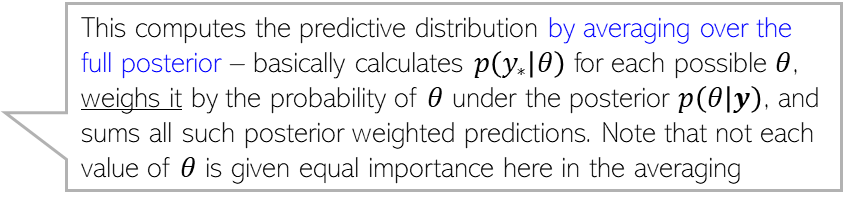 This computes the predictive distribution by averaging over the
full posterior – basically calculates 𝑝(𝑦∗|𝜃) for each possible 𝜃,
weighs it by the probability of 𝜃 under the posterior 𝒑(𝜃|𝒚), and
sums all such posterior weighted predictions. Note that not each
value of 𝜃 is given equal importance here in the averaging